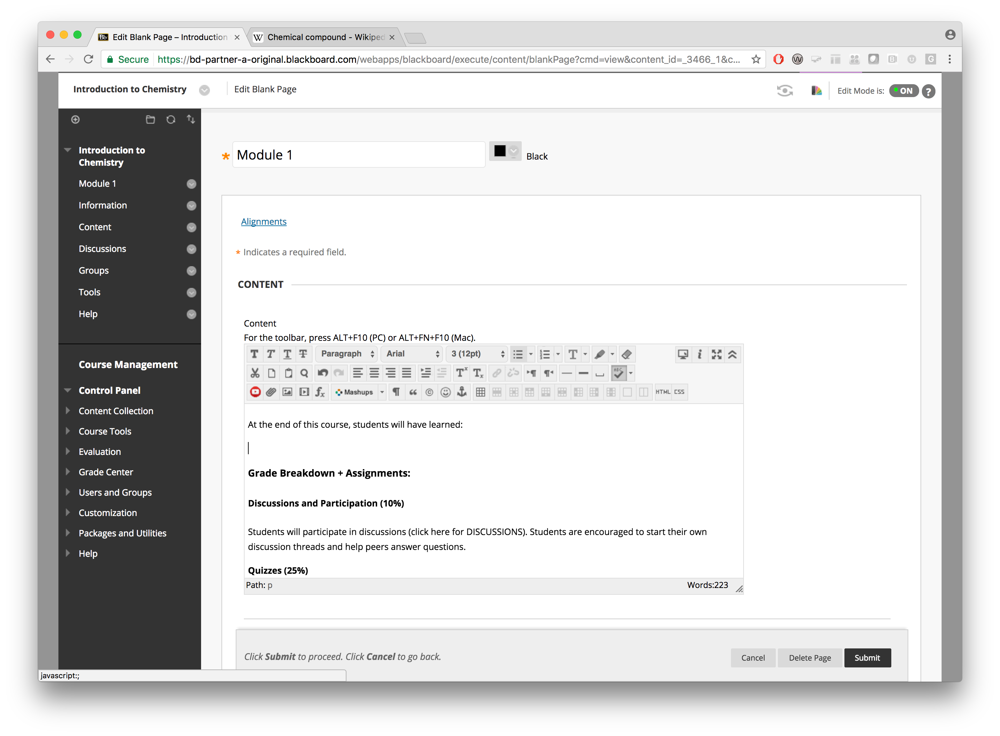 Edit Blank Page – Introduction
Chemical compound - Wikiped
Secure
https://bd-partner-a-original.blackboard.com/webapps/blackboard/execute/content/blankPage?cmd=view&content_id=_3466_1&c...
Introduction to Chemistry
Edit Blank Page
Edit Mode is:
ON
?
Introduction to
Chemistry
Module 1
Information
Content
Discussions
Groups
Tools
Help
Course Management
Control Panel
Content Collection
Course Tools
Evaluation
Grade Center
Users and Groups
Customization
Packages and Utilities
Help
* Module 1
Black
Alignments
* Indicates a required field.
CONTENT
Content
For the toolbar, press ALT+F10 (PC) or ALT+FN+F10 (Mac).
T T T T Paragraph Arial 3 (12pt)
ABC
Mashups HTML CSS
At the end of this course, students will have learned:
Grade Breakdown + Assignments:
Discussions and Participation (10%)
Students will participate in discussions (click here for DISCUSSIONS). Students are encouraged to start their own
discussion threads and help peers answer questions.
Quizzes (25%)
Path: p
Words:223
Click Submit to proceed. Click Cancel to go back.
Cancel
Delete Page
Submit
javascript:;